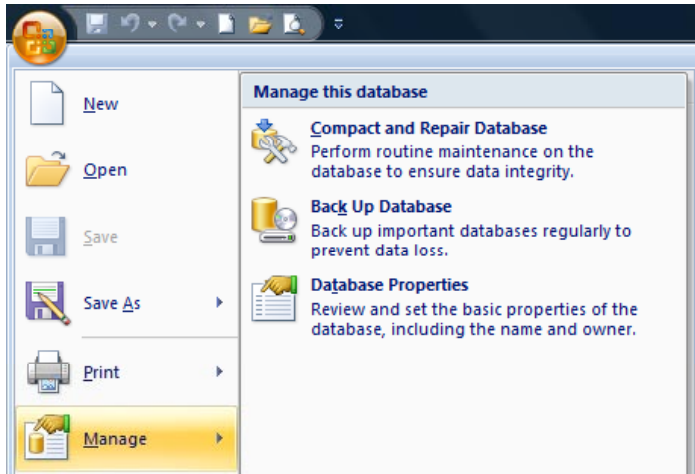 New
Open
Save
Save As
Print
Manage
Manage this database
Compact and Repair Database
Perform routine maintenance on the
database to ensure data integrity.
Back Up Database
Back up important databases regularly to
prevent data loss.
Database Properties
Review and set the basic properties of the
database, including the name and owner.